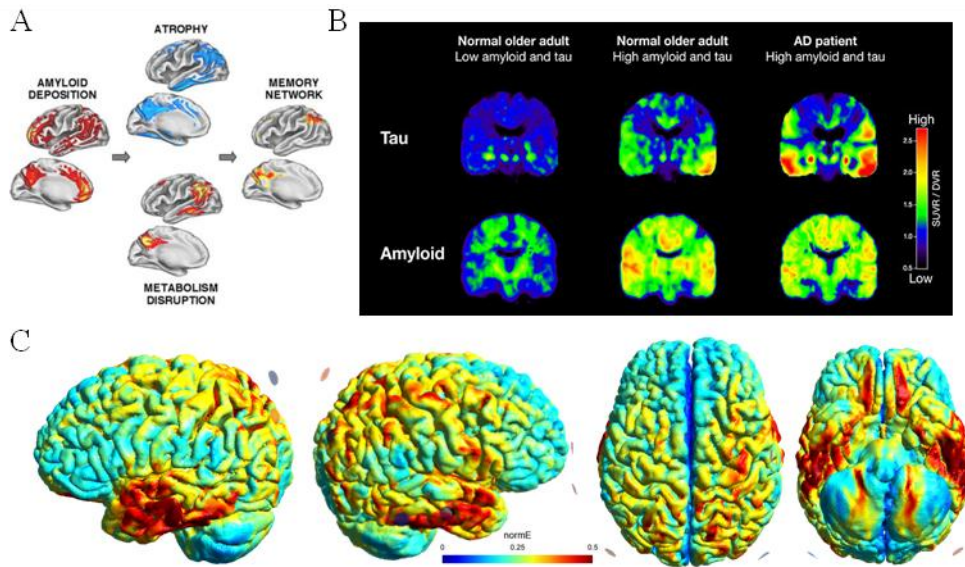 A
ATROPHY
AMYLOID
DEPOSITION
MEMORY
NETWORK
METABOLISM
DISRUPTION
B
Normal older adult
Low amyloid and tau
Normal older adult
High amyloid and tau
AD patient
High amyloid and tau
Tau
Amyloid
High
2.5
2.0
1.5
1.0
0.5
Low
SUVR / DVR
C
normE
0
0.25
0.5